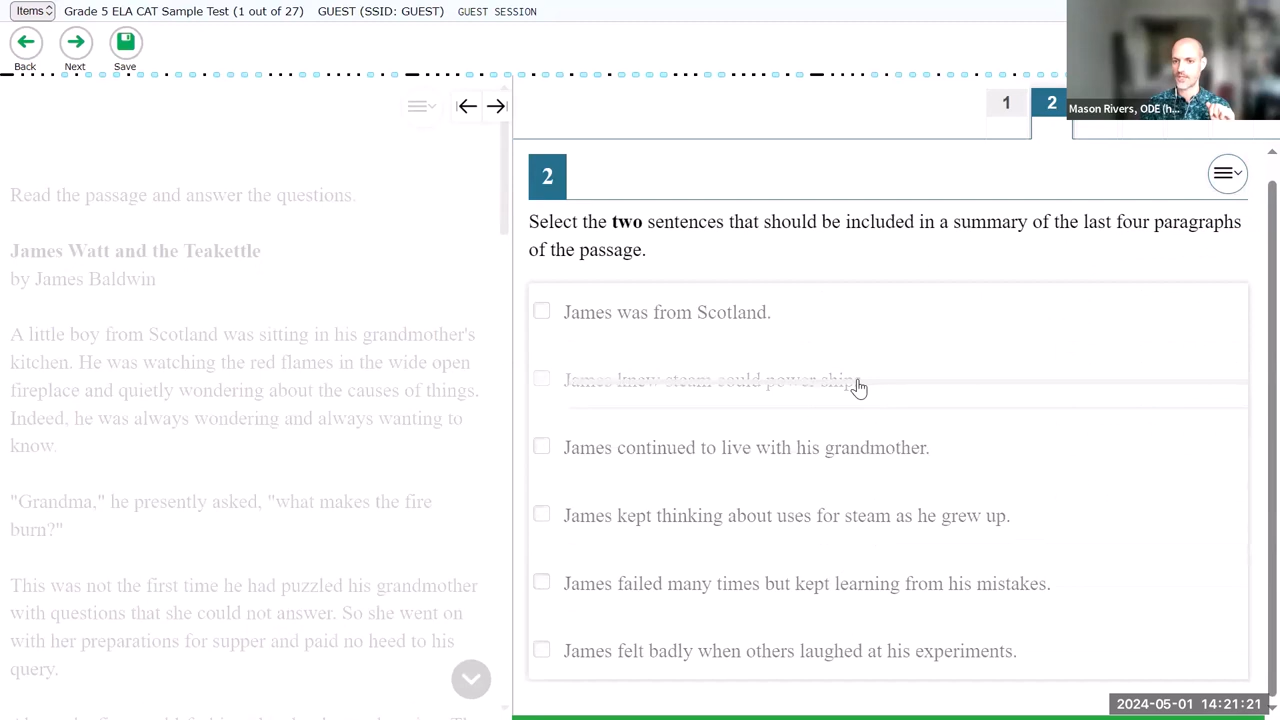 Items
Grade 5 ELA CAT Sample Test (1 out of 27)
GUEST (SSID: GUEST)
GUEST SESSION
Back
Next
Save
Mason Rivers, ODE (h...
1
2
Read the passage and answer the questions.
James Watt and the Teakettle
by James Baldwin
A little boy from Scotland was sitting in his grandmother's
kitchen. He was watching the red flames in the wide open
fireplace and quietly wondering about the causes of things.
Indeed, he was always wondering and always wanting to
know.
"Grandma," he presently asked, "what makes the fire
burn?"
This was not the first time he had puzzled his grandmother
with questions that she could not answer. So she went on
with her preparations for supper and paid no heed to his
query.
2
Select the two sentences that should be included in a summary of the last four paragraphs
of the passage.
James was from Scotland.
James knew steam could power ships
James continued to live with his grandmother.
James kept thinking about uses for steam as he grew up.
James failed many times but kept learning from his mistakes.
James felt badly when others laughed at his experiments.
2024-05-01 14:21:21